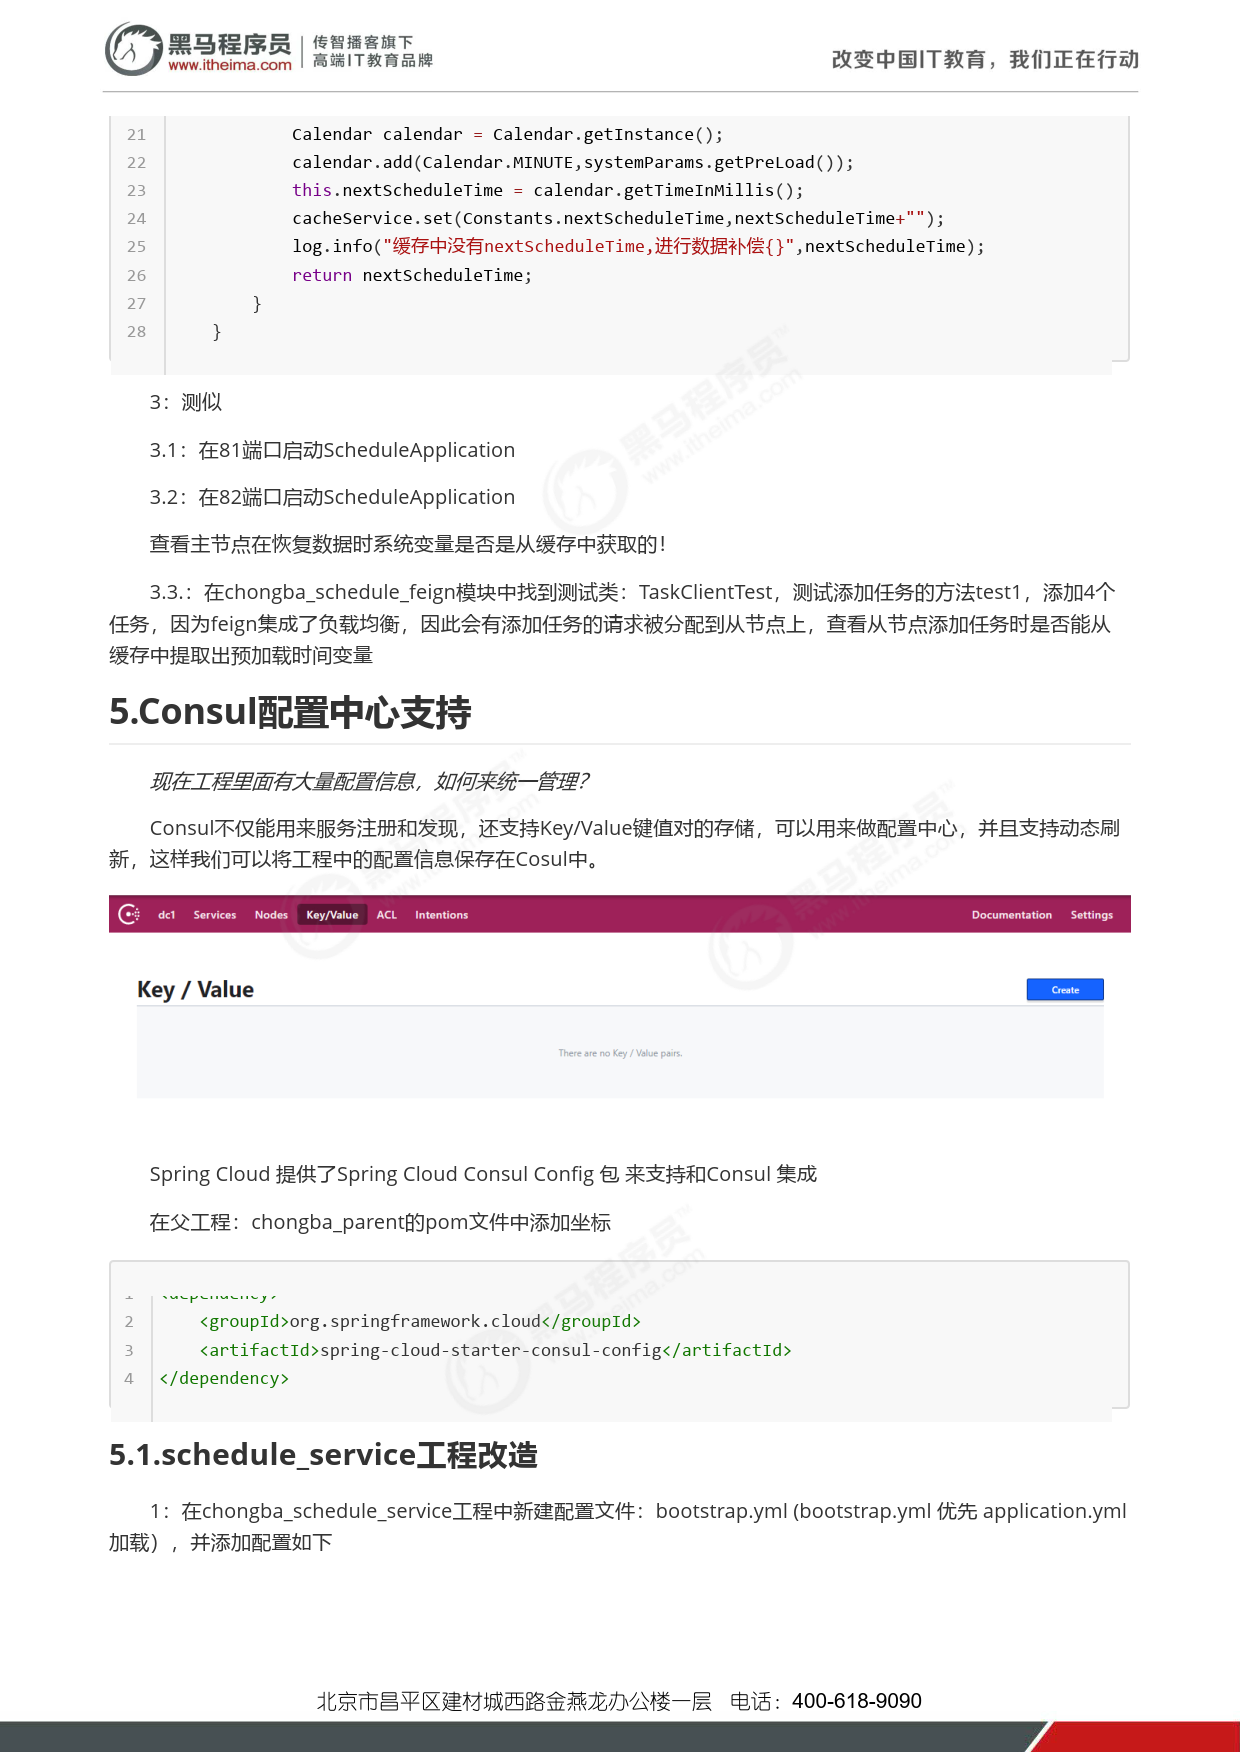 黑马程序员 传智播客旗下
www.itheima.com 高端IT教育品牌
改变中国IT教育，我们正在行动
21 Calendar calendar = Calendar.getInstance();
22 calendar.add(Calendar.MINUTE,systemParams.getPreLoad());
23 this.nextScheduleTime = calendar.getTimeInMillis();
24 cacheService.set(Constants.nextScheduleTime,nextScheduleTime+"");
25 log.info("缓存中没有nextScheduleTime,进行数据补偿{}",nextScheduleTime);
26 return nextScheduleTime;
27 }
28 }
3：测似
3.1：在81端口启动ScheduleApplication
3.2：在82端口启动ScheduleApplication
查看主节点在恢复数据时系统变量是否是从缓存中获取的！
3.3.：在chongba_schedule_feign模块中找到测试类：TaskClientTest，测试添加任务的方法test1，添加4个
任务，因为feign集成了负载均衡，因此会有添加任务的请求被分配到从节点上，查看从节点添加任务时是否能从
缓存中提取出预加载时间变量
5.Consul配置中心支持
现在工程里面有大量配置信息，如何来统一管理？
Consul不仅能用来服务注册和发现，还支持Key/Value键值对的存储，可以用来做配置中心，并且支持动态刷
新，这样我们可以将工程中的配置信息保存在Cosul中。
dc1 Services Nodes Key/Value ACL Intentions Documentation Settings
Key / Value Create
There are no Key / Value pairs.
Spring Cloud 提供了Spring Cloud Consul Config 包 来支持和Consul 集成
在父工程：chongba_parent的pom文件中添加坐标
1 <dependency>
2 <groupId>org.springframework.cloud</groupId>
3 <artifactId>spring-cloud-starter-consul-config</artifactId>
4 </dependency>
5.1.schedule_service工程改造
1：在chongba_schedule_service工程中新建配置文件：bootstrap.yml (bootstrap.yml 优先 application.yml
加载），并添加配置如下
北京市昌平区建材城西路金燕龙办公楼一层 电话：400-618-9090